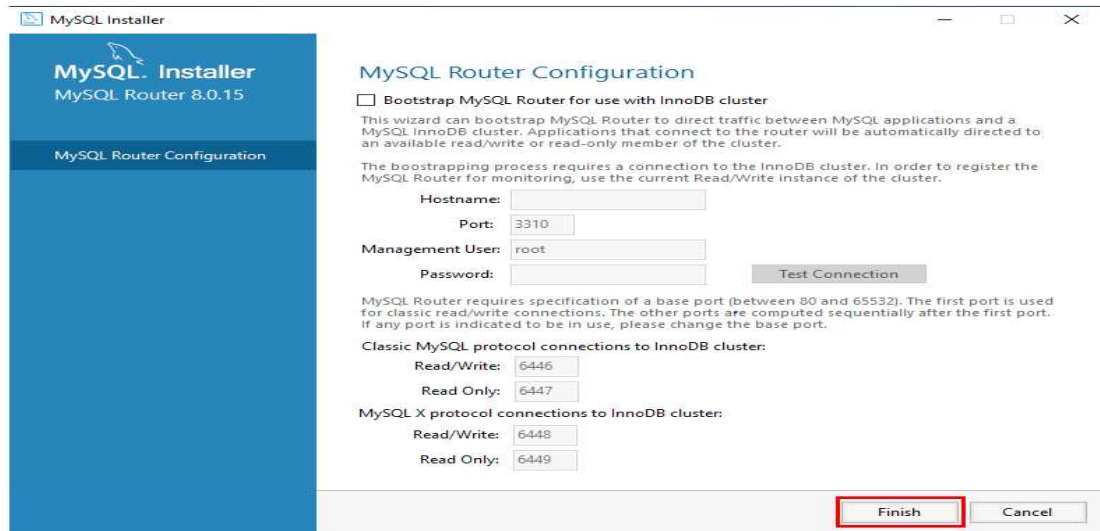 MySQL Installer
MySQL. Installer
MySQL Router 8.0.15
MySQL Router Configuration
MySQL Router Configuration
Bootstrap MySQL Router for use with InnoDB cluster
This wizard can bootstrap MySQL Router to direct traffic between MySQL applications and a
MySQL InnoDB cluster. Applications that connect to the router will be automatically directed to
an available read/write or read-only member of the cluster.
The boostrapping process requires a connection to the InnoDB cluster. In order to register the
MySQL Router for monitoring, use the current Read/Write instance of the cluster.
Hostname:
Port: 3310
Management User: root
Password: Test Connection
MySQL Router requires specification of a base port (between 80 and 65532). The first port is used
for classic read/write connections. The other ports are computed sequentially after the first port.
If any port is indicated to be in use, please change the base port.
Classic MySQL protocol connections to InnoDB cluster:
Read/Write: 6446
Read Only: 6447
MySQL X protocol connections to InnoDB cluster:
Read/Write: 6448
Read Only: 6449
Finish Cancel